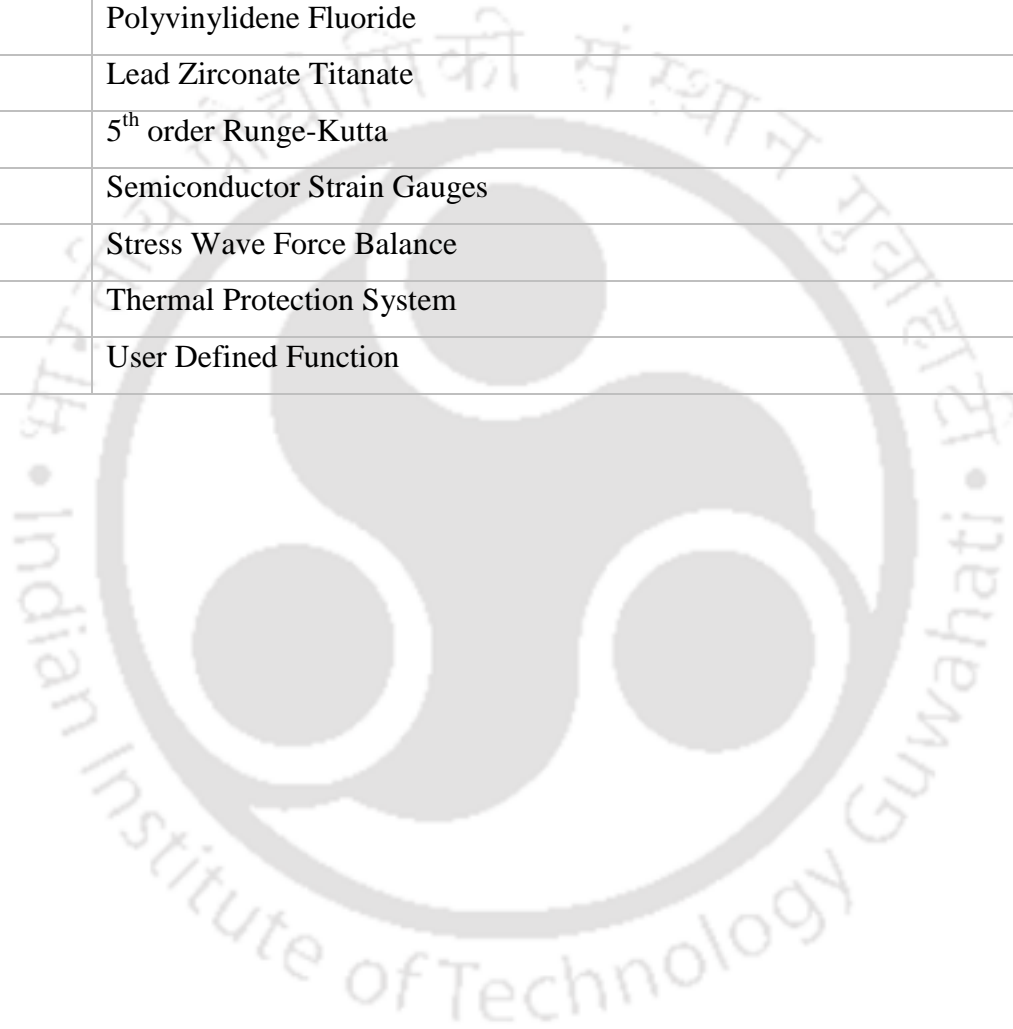 Polyvinylidene Fluoride
Lead Zirconate Titanate
5th order Runge-Kutta
Semiconductor Strain Gauges
Stress Wave Force Balance
Thermal Protection System
User Defined Function
भारतीय प्रौद्योगिकी संस्थान गुवाहाटी
• Indian Institute of Technology Guwahati •